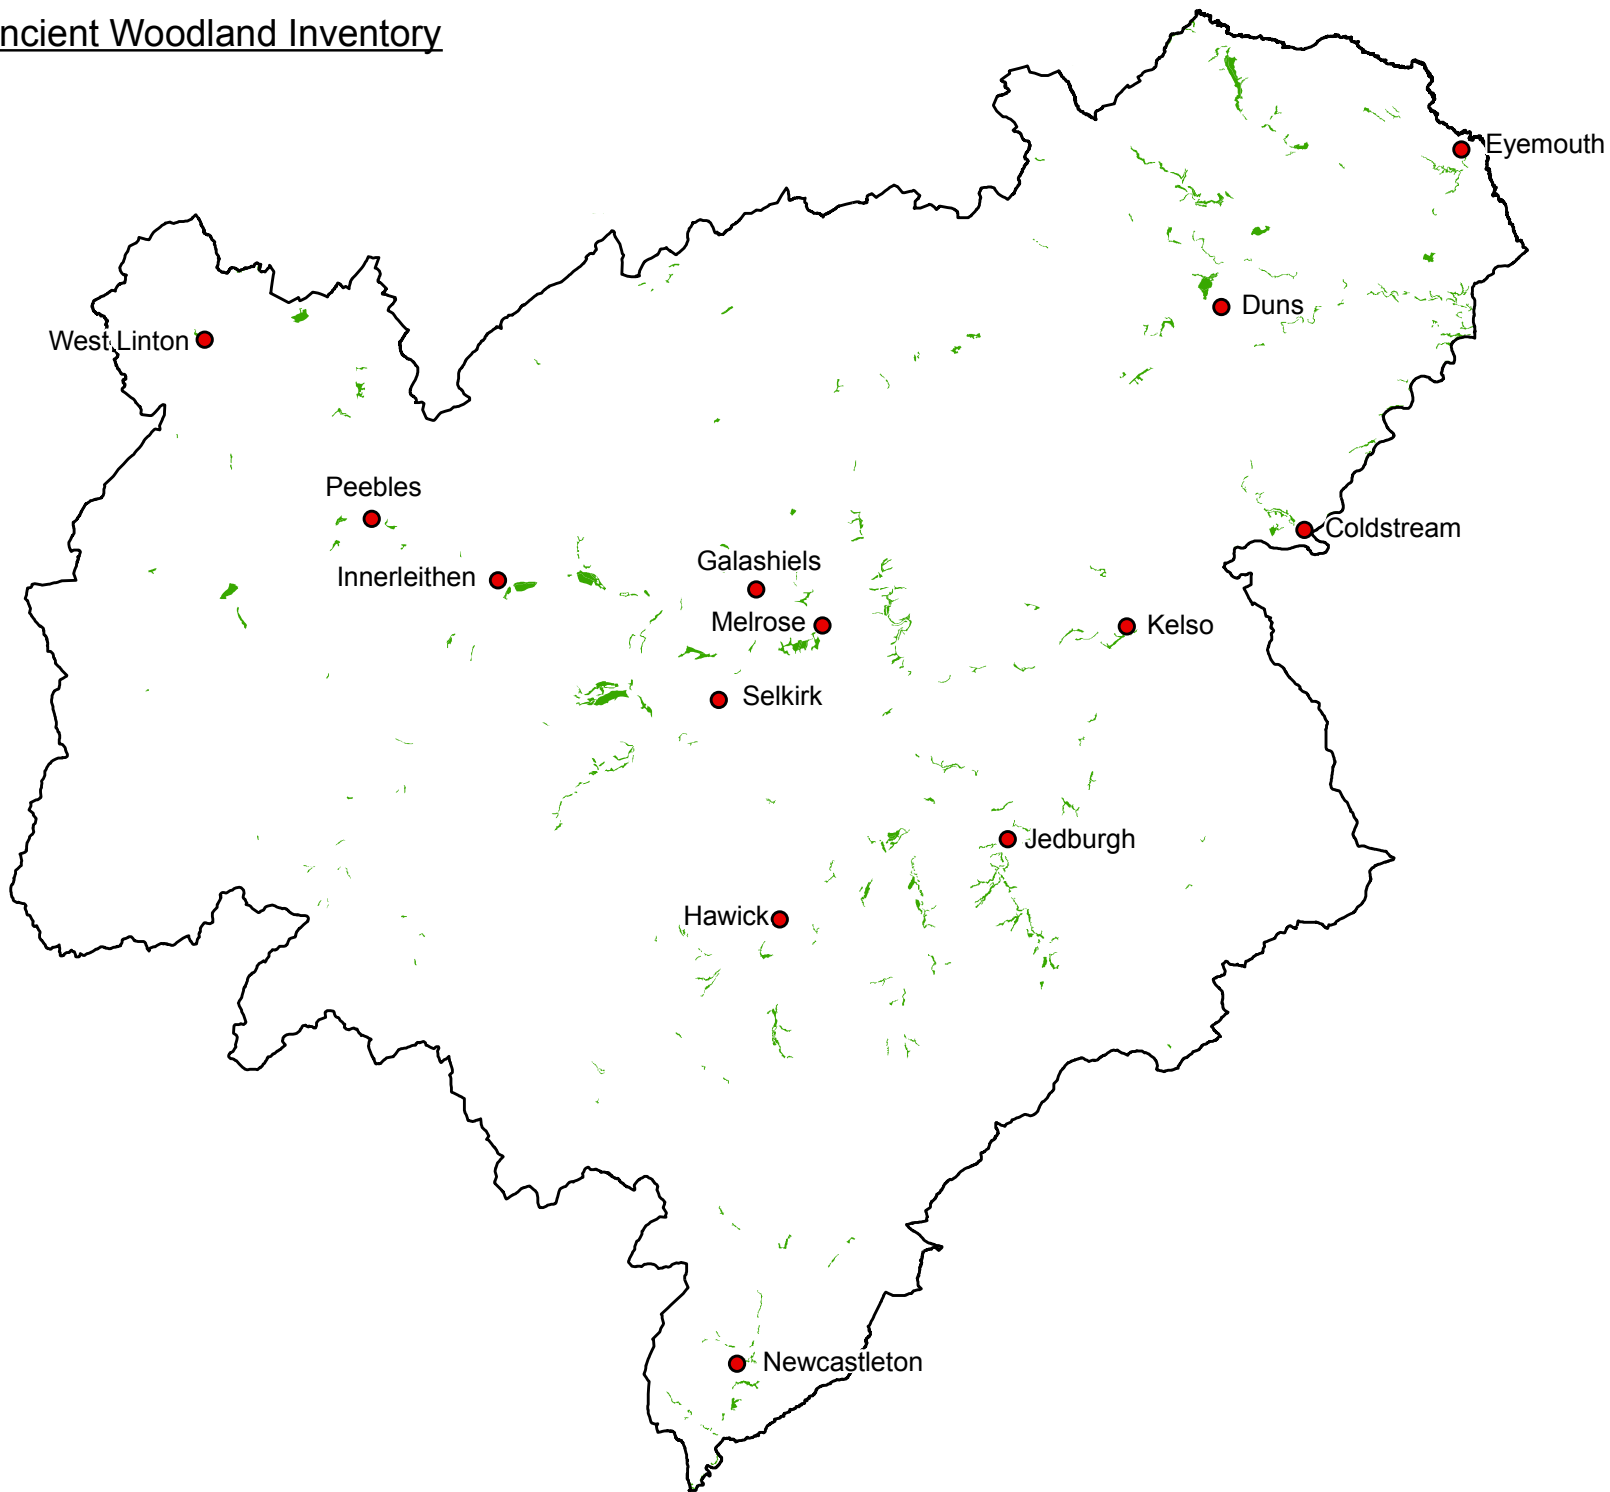 ncient Woodland Inventory
Eyemouth
Duns
West Linton
Peebles
Coldstream
Galashiels
Innerleithen
Melrose
Kelso
Selkirk
Jedburgh
Hawick
Newcastleton